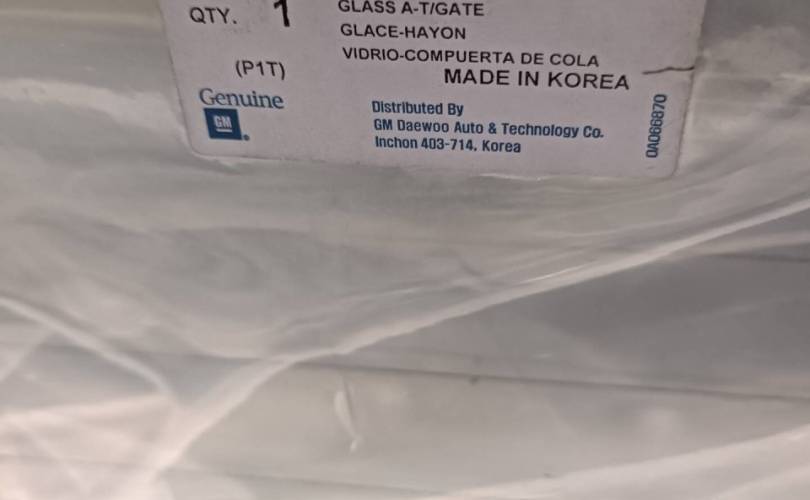 QTY. 1
GLASS A-T/GATE
GLACE-HAYON
VIDRIO-COMPUERTA DE COLA
(P1T)
MADE IN KOREA
Genuine
GM
Distributed By
GM Daewoo Auto & Technology Co.
Inchon 403-714, Korea
0A066870